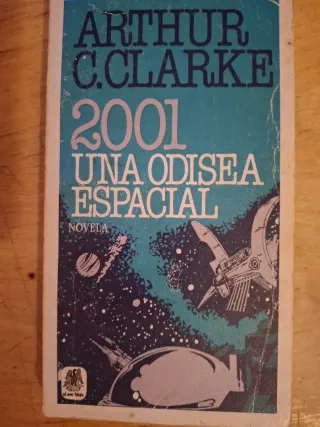 ARTHUR
C.CLARKE
2001
UNA ODISEA
ESPACIAL
NOVELA